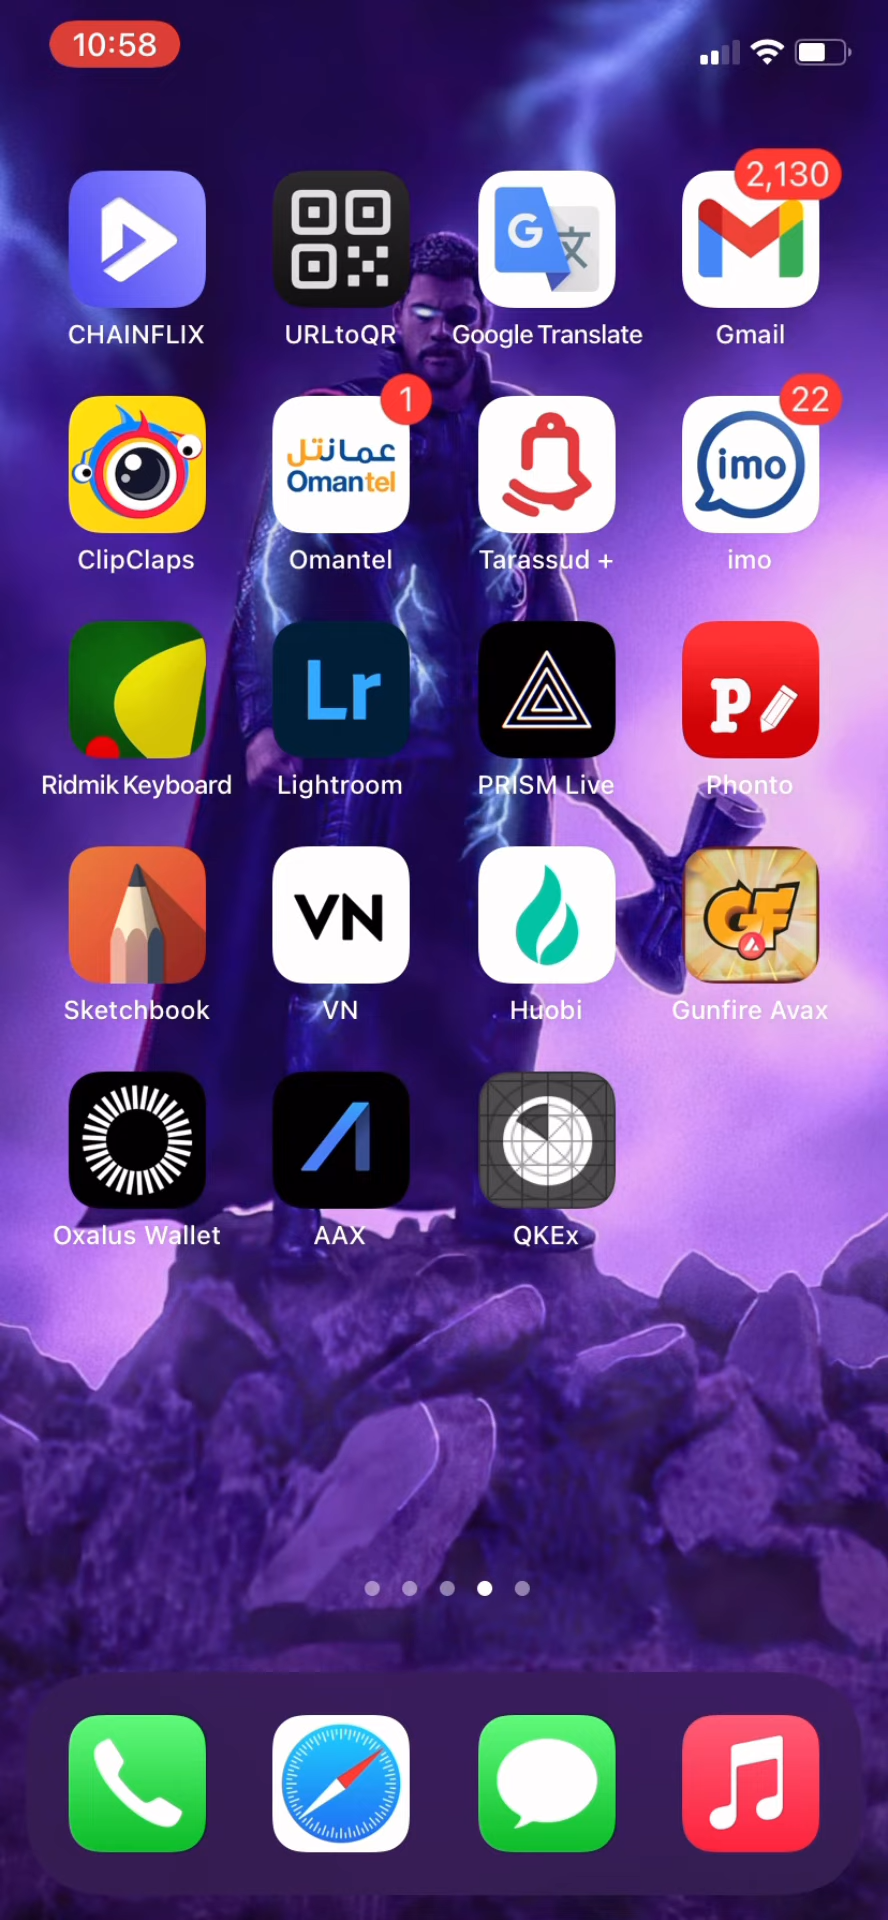 10:58
2,130
CHAINFLIX
URLtoQR
G 文
Google Translate
Gmail
1
22
عمانتل
Omantel
imo
ClipClaps
Omantel
Tarassud +
imo
Lr
P
Ridmik Keyboard
Lightroom
PRISM Live
Phonto
VN
GF
Sketchbook
VN
Huobi
Gunfire Avax
Oxalus Wallet
AAX
QKEx